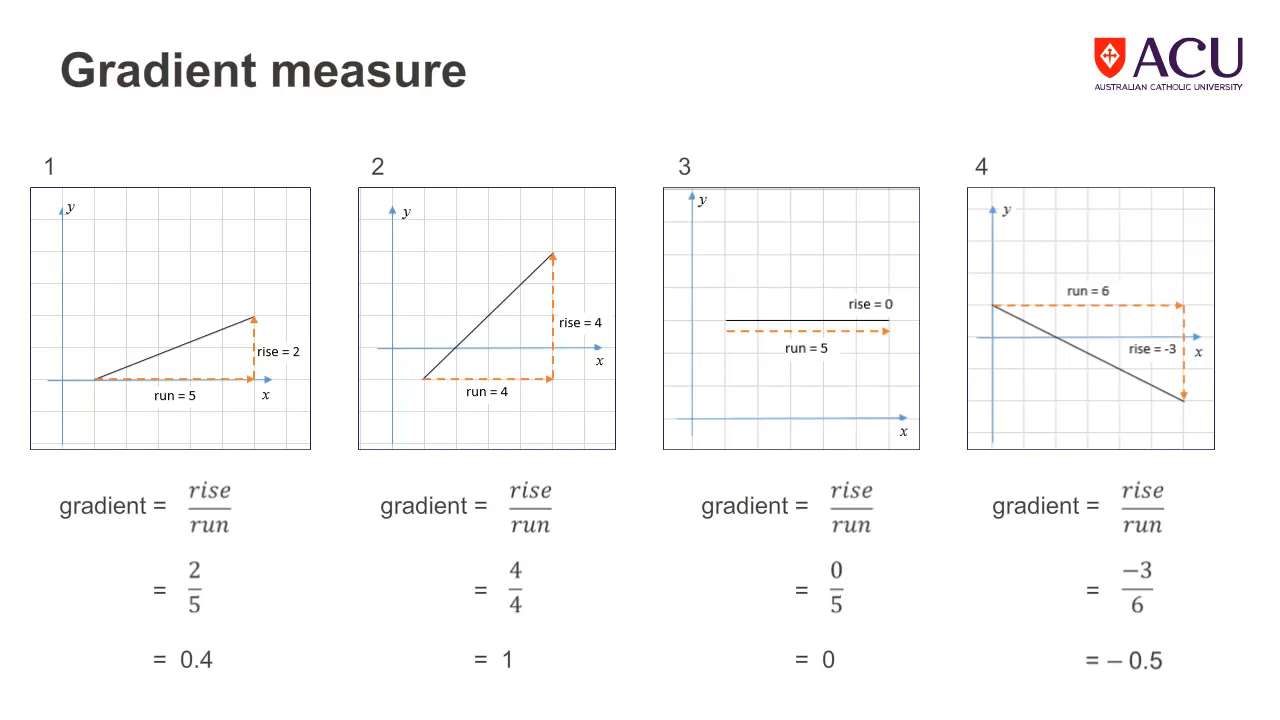 Gradient measure
ACU
AUSTRALIAN CATHOLIC UNIVERSITY
1
y
rise = 2
run = 5
x
gradient = rise/run
= 2/5
= 0.4
2
y
rise = 4
x
run = 4
gradient = rise/run
= 4/4
= 1
3
y
rise = 0
run = 5
x
gradient = rise/run
= 0/5
= 0
4
y
run = 6
rise = -3
x
gradient = rise/run
= −3/6
= − 0.5